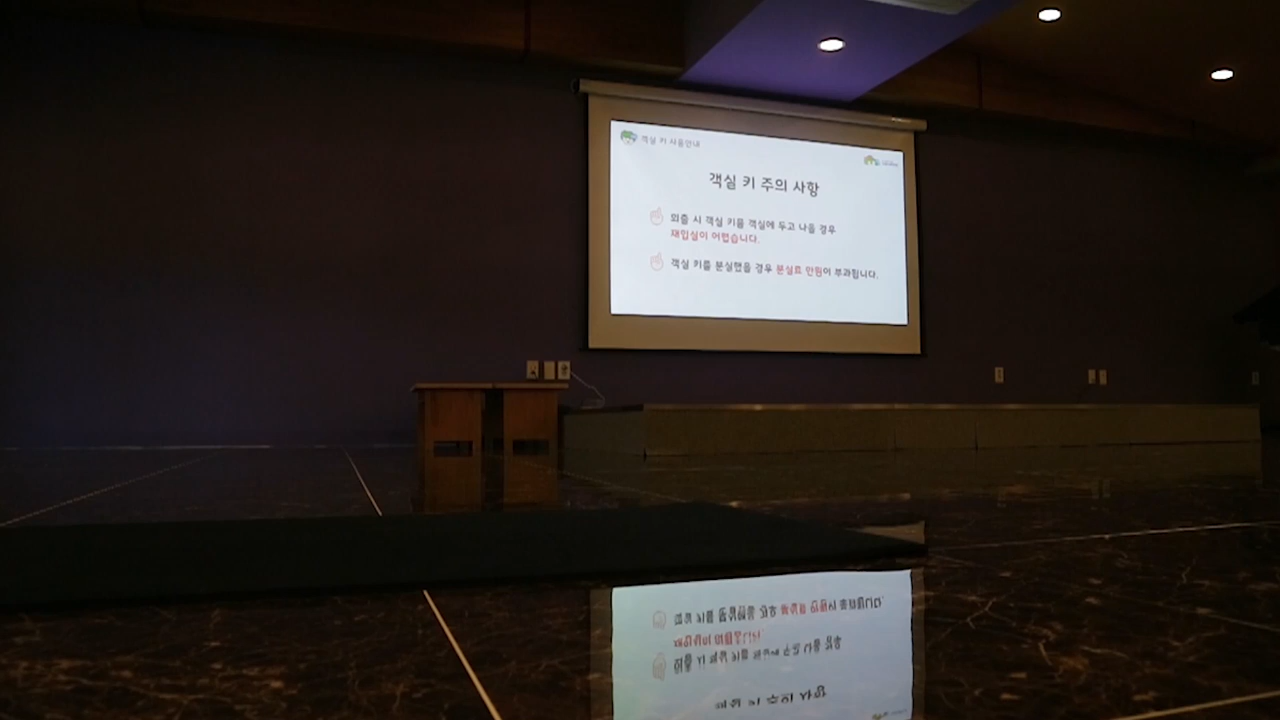 객실 키 사용안내
객실 키 주의 사항
외출 시 객실 키를 객실에 두고 나올 경우
재입실이 어렵습니다.
객실 키를 분실했을 경우 분실료 만원이 부과됩니다.